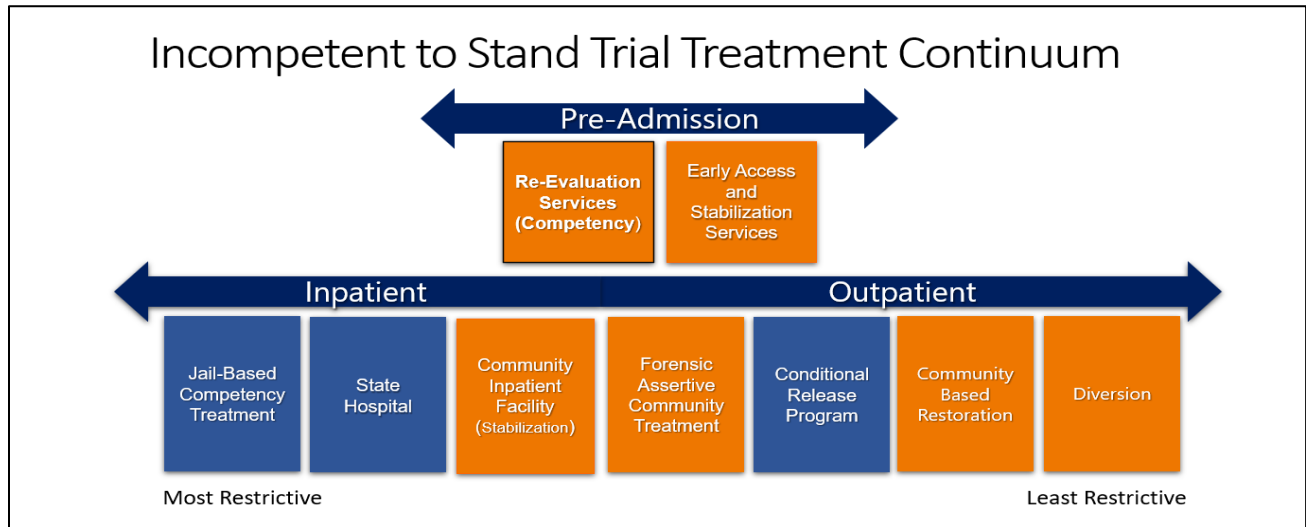 Incompetent to Stand Trial Treatment Continuum
Pre-Admission
Re-Evaluation
Services
(Competency)
Early Access
and
Stabilization
Services
Inpatient
Outpatient
Jail-Based
Competency
Treatment
State
Hospital
Community
Inpatient
Facility
(Stabilization)
Forensic
Assertive
Community
Treatment
Conditional
Release
Program
Community
Based
Restoration
Diversion
Most Restrictive
Least Restrictive